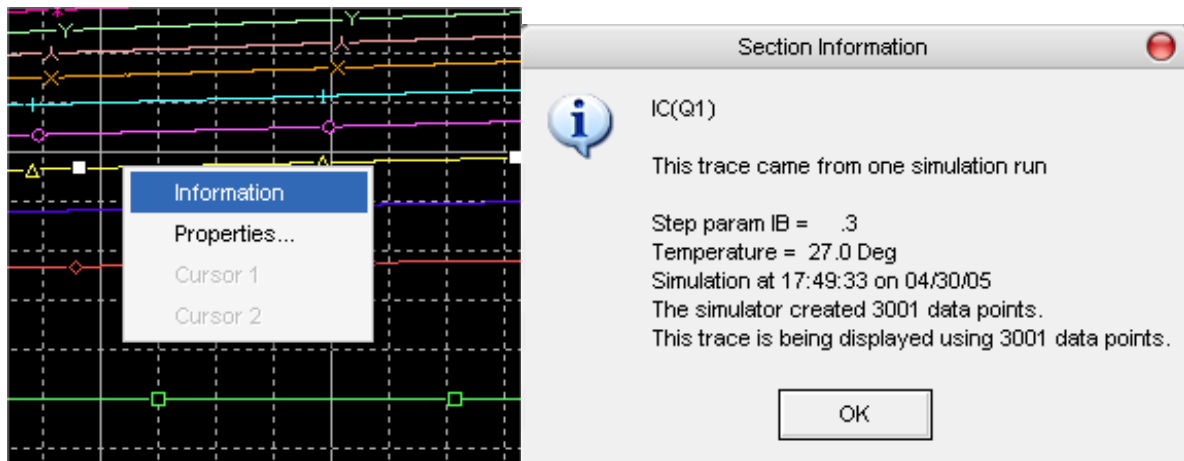 Information
Properties...
Cursor 1
Cursor 2
Section Information
IC(Q1)
This trace came from one simulation run
Step param IB = .3
Temperature = 27.0 Deg
Simulation at 17:49:33 on 04/30/05
The simulator created 3001 data points.
This trace is being displayed using 3001 data points.
OK